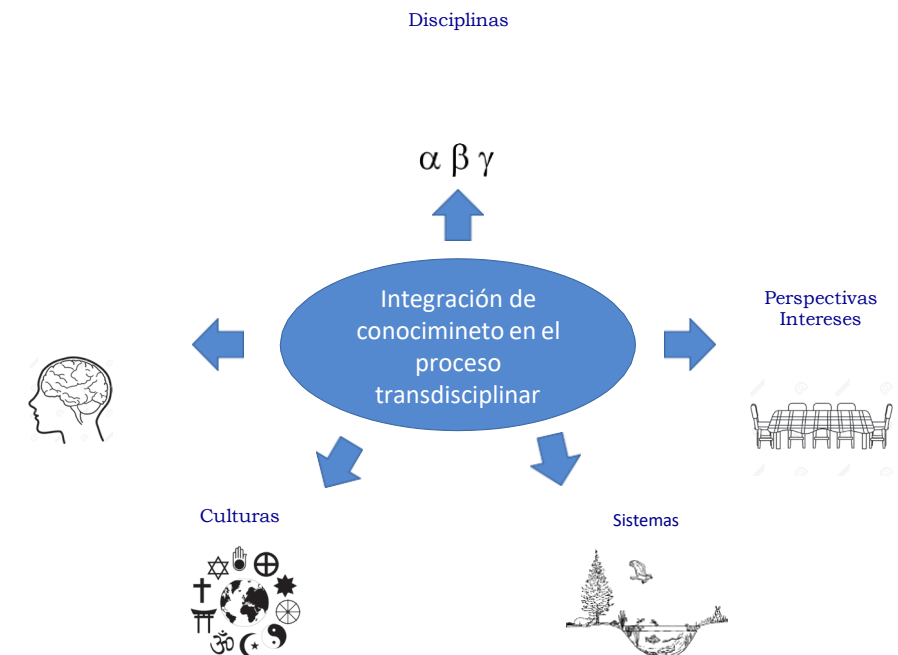 Disciplinas
α β γ
Integración de
conocimineto en el
proceso
transdisciplinar
Perspectivas
Intereses
Culturas
Sistemas